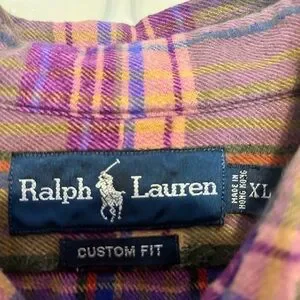 Ralph Lauren
MADE IN
HONG KONG
XL
CUSTOM FIT